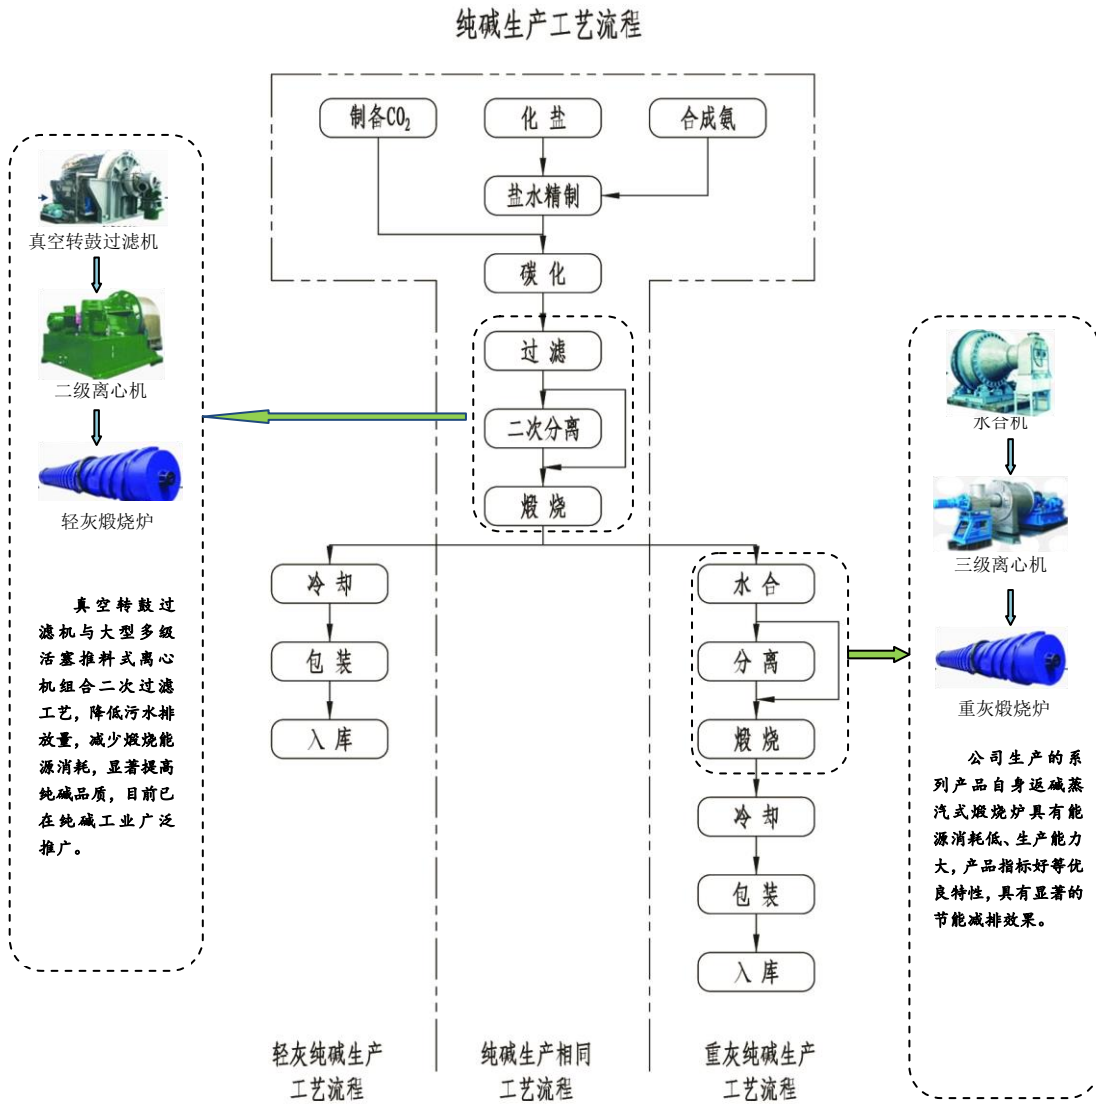 纯碱生产工艺流程
制备CO₂
化盐
合成氨
盐水精制
碳化
过滤
二次分离
煅烧
冷却
包装
入库
水合
分离
煅烧
冷却
包装
入库
轻灰纯碱生产
工艺流程
纯碱生产相同
工艺流程
重灰纯碱生产
工艺流程
真空转鼓过滤机
二级离心机
轻灰煅烧炉
真空转鼓过
滤机与大型多级
活塞推料式离心
机组合二次过滤
工艺，降低污水排
放量，减少煅烧能
源消耗，显著提高
纯碱品质，目前已
在纯碱工业广泛
推广。
水合机
三级离心机
重灰煅烧炉
公司生产的系
列产品自身返碱蒸
汽式煅烧炉具有能
源消耗低、生产能力
大，产品指标好等优
良特性，具有显著的
节能减排效果。